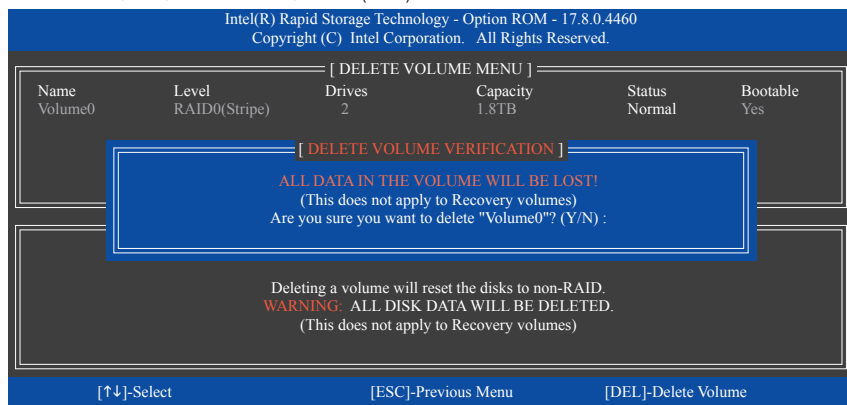 Intel(R) Rapid Storage Technology - Option ROM - 17.8.0.4460
Copyright (C) Intel Corporation. All Rights Reserved.
[ DELETE VOLUME MENU ]
Name Level Drives Capacity Status Bootable
Volume0 RAID0(Stripe) 2 1.8TB Normal Yes
[ DELETE VOLUME VERIFICATION ]
ALL DATA IN THE VOLUME WILL BE LOST!
(This does not apply to Recovery volumes)
Are you sure you want to delete "Volume0"? (Y/N) :
Deleting a volume will reset the disks to non-RAID.
WARNING: ALL DISK DATA WILL BE DELETED.
(This does not apply to Recovery volumes)
[↑↓]-Select [ESC]-Previous Menu [DEL]-Delete Volume